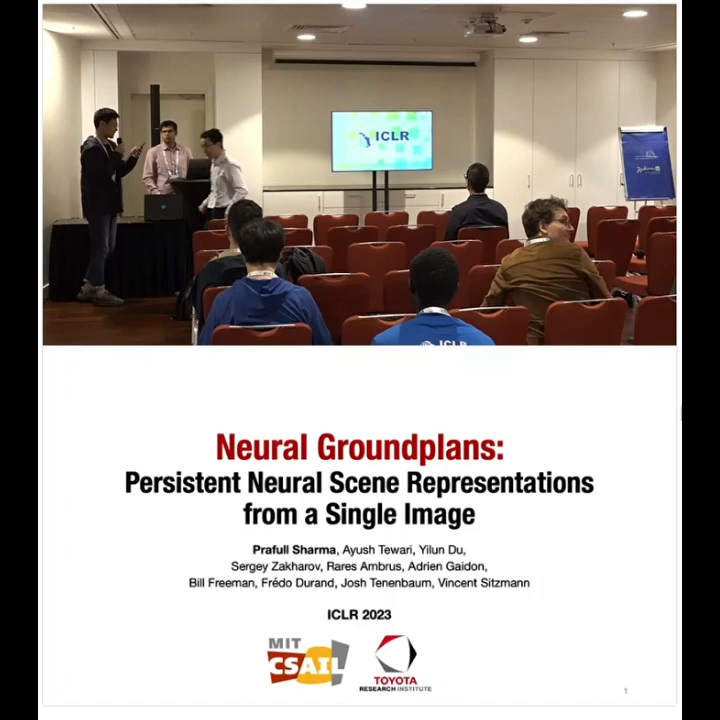 ICLR
ICLR
Neural Groundplans:
Persistent Neural Scene Representations
from a Single Image
Prafull Sharma, Ayush Tewari, Yilun Du,
Sergey Zakharov, Rares Ambrus, Adrien Gaidon,
Bill Freeman, Frédo Durand, Josh Tenenbaum, Vincent Sitzmann
ICLR 2023
MIT
CSAIL
TOYOTA
RESEARCH INSTITUTE
1